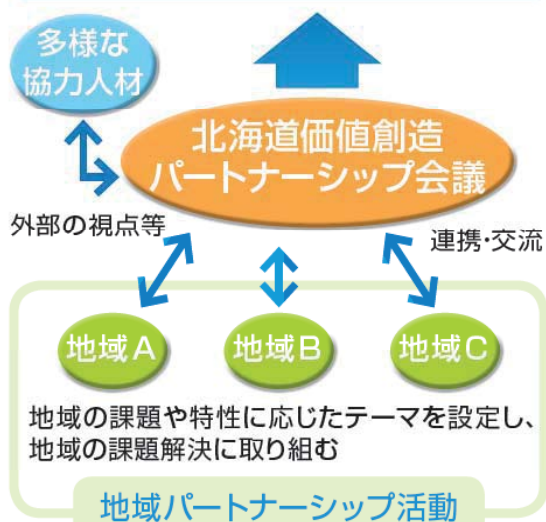 多様な
協力人材
北海道価値創造
パートナーシップ会議
外部の視点等
連携・交流
地域A
地域B
地域C
地域の課題や特性に応じたテーマを設定し、
地域の課題解決に取り組む
地域パートナーシップ活動